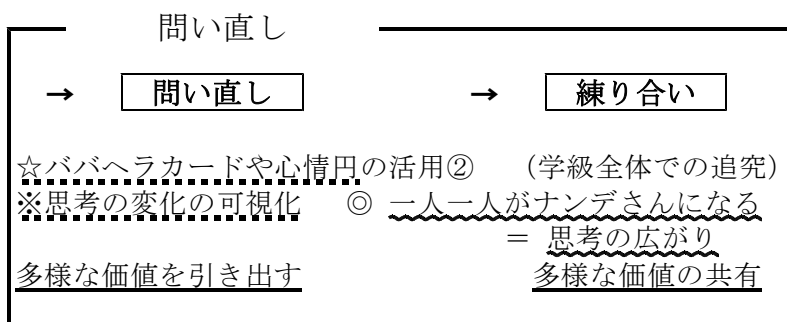 問い直し
→ 問い直し → 練り合い
☆ババヘラカードや心情円の活用② （学級全体での追究）
※思考の変化の可視化 ◎ 一人一人がナンデさんになる
＝ 思考の広がり
多様な価値を引き出す 多様な価値の共有